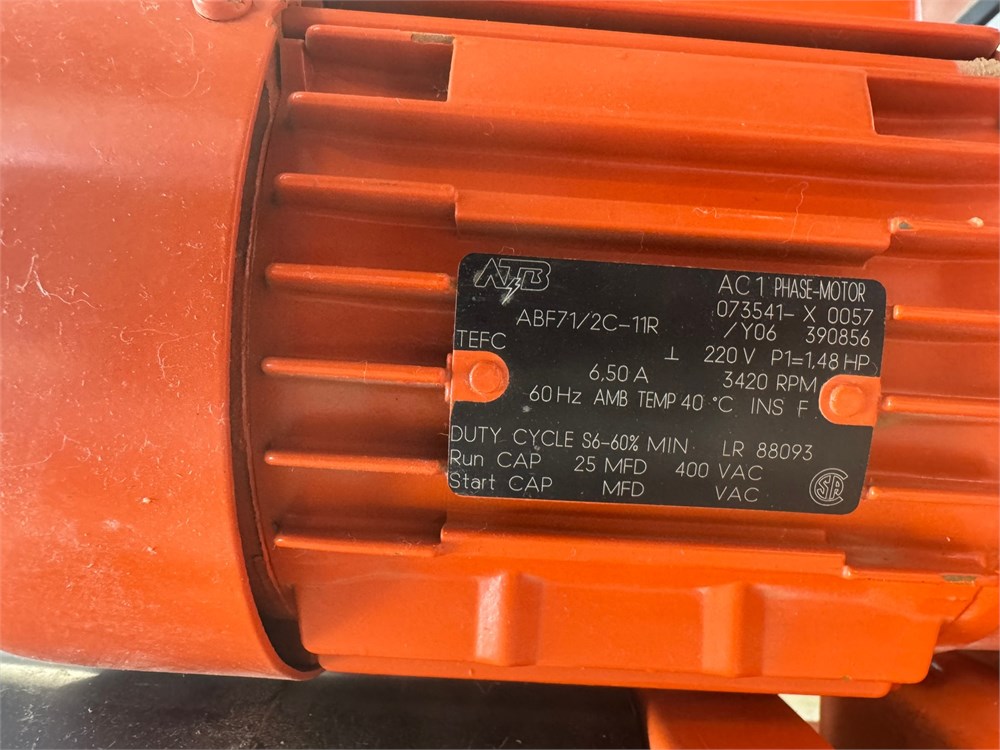 ATB
AC 1 PHASE-MOTOR
ABF71/2C-11R
073541- X 0057
/Y06 390856
TEFC
⊥ 220 V P1=1,48 HP
6,50 A 3420 RPM
60 Hz AMB TEMP 40 °C INS F
DUTY CYCLE S6-60% MIN LR 88093
Run CAP 25 MFD 400 VAC
Start CAP MFD VAC
SA